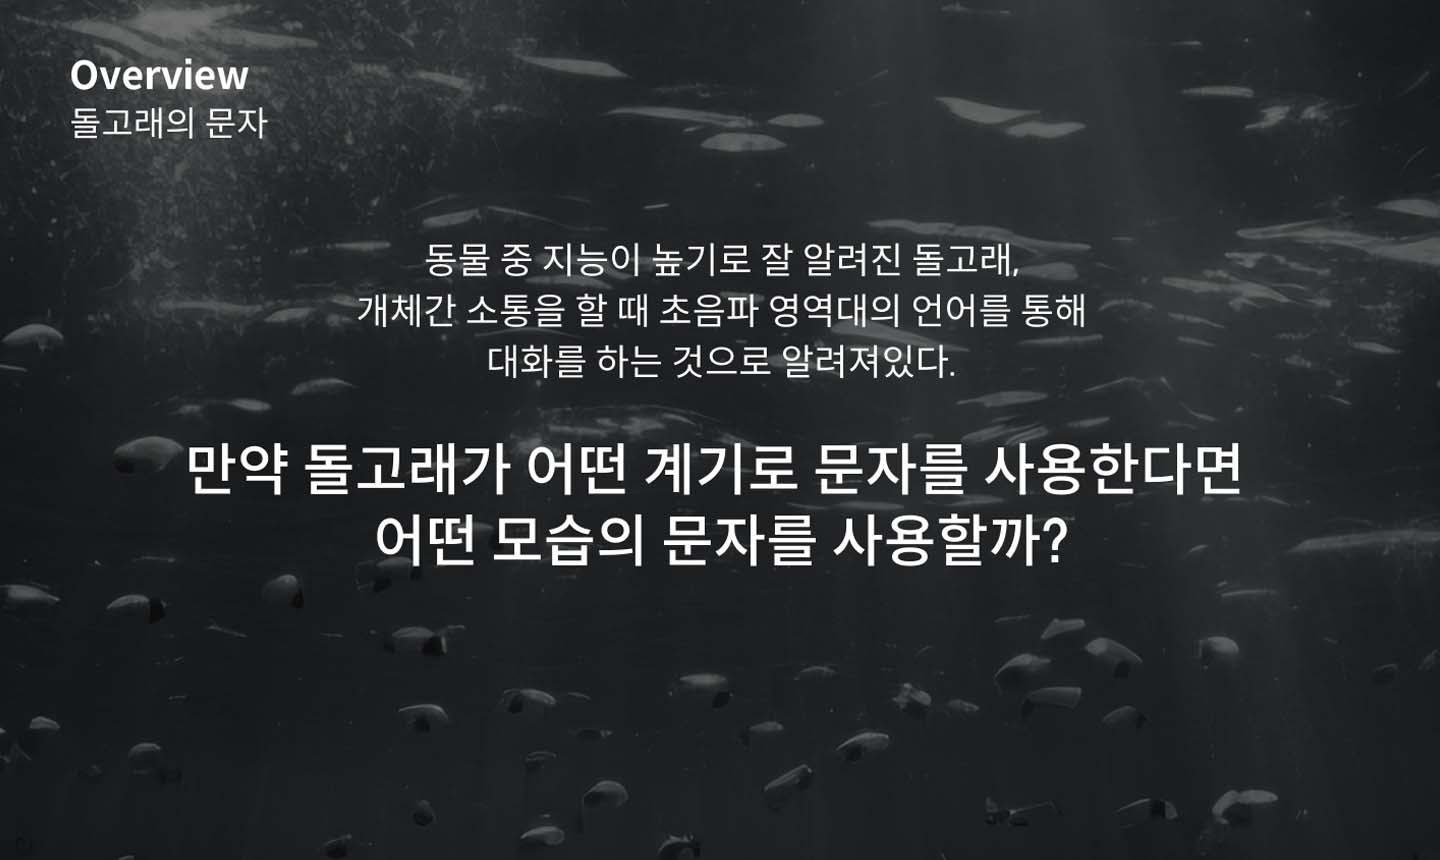 Overview
돌고래의 문자
동물 중 지능이 높기로 잘 알려진 돌고래,
개체간 소통을 할 때 초음파 영역대의 언어를 통해
대화를 하는 것으로 알려져있다.
만약 돌고래가 어떤 계기로 문자를 사용한다면
어떤 모습의 문자를 사용할까?